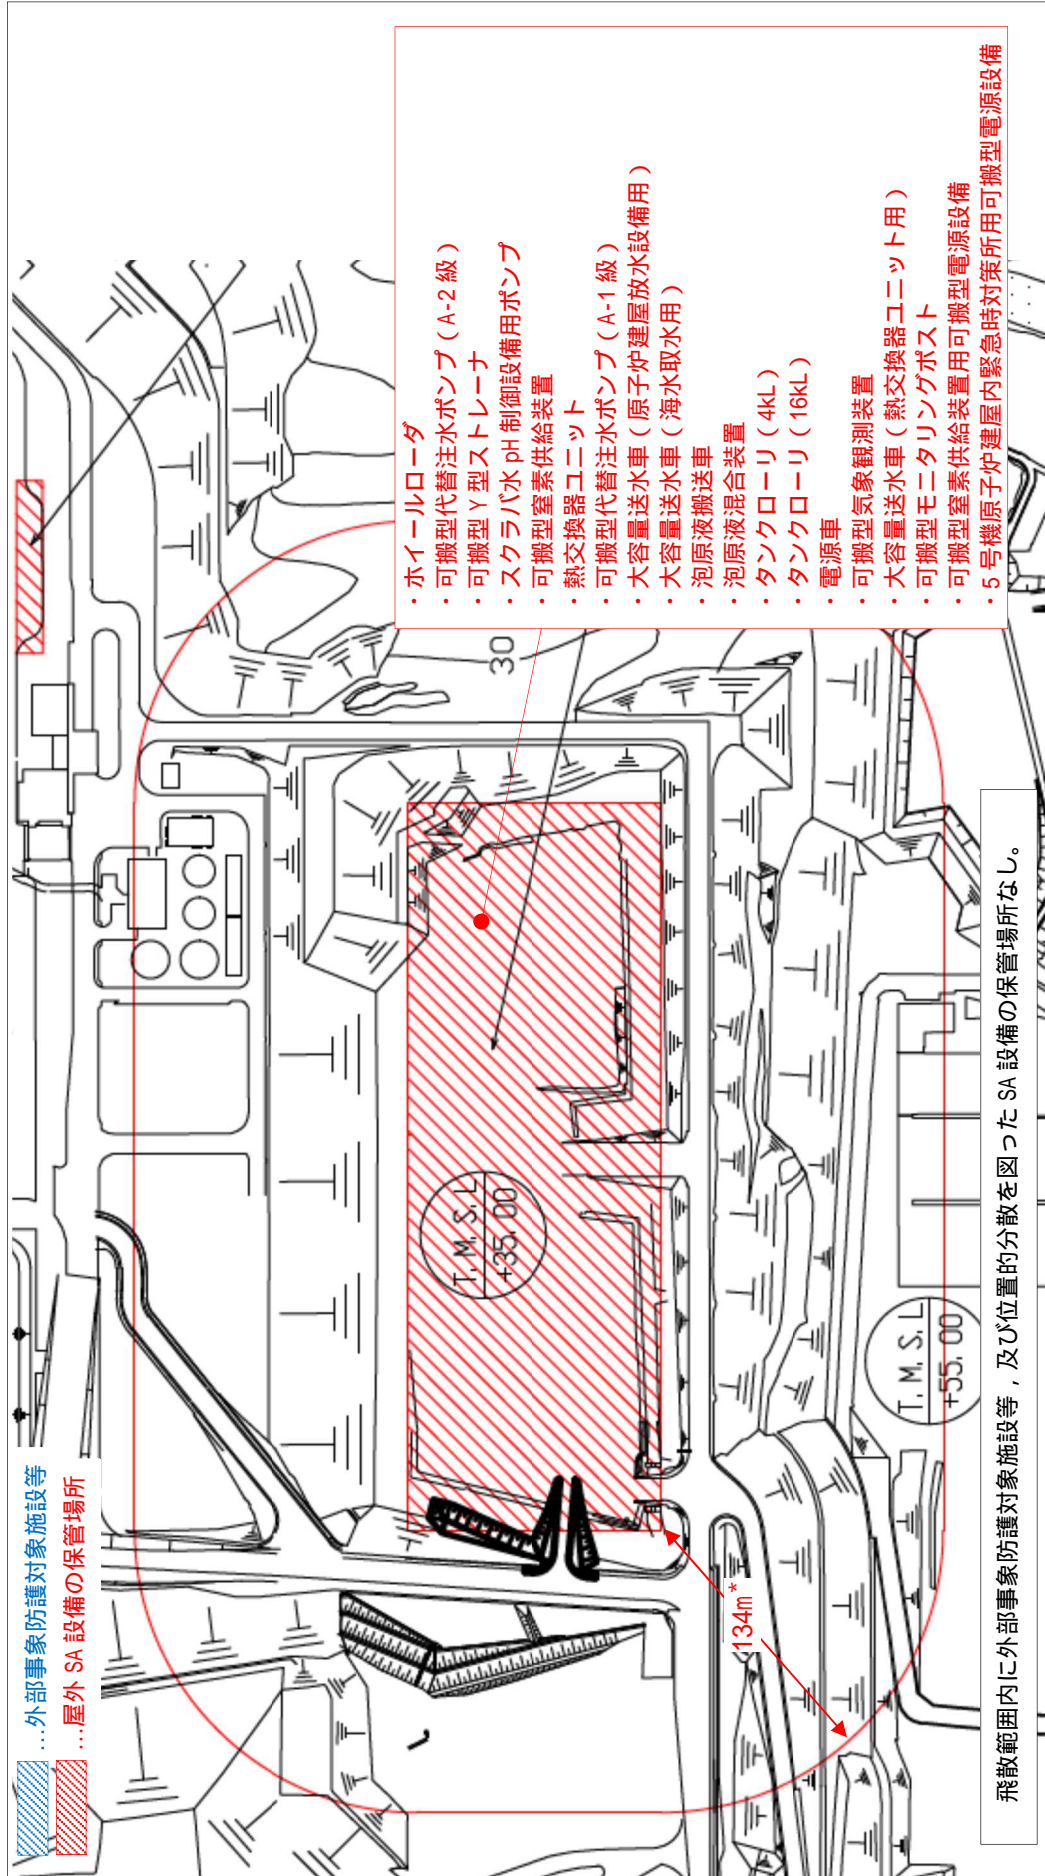 …外部事象防護対象施設等
…屋外 SA 設備の保管場所
・ホイールローダ
・可搬型代替注水ポンプ（A-2 級）
・可搬型 Y 型ストレーナ
・スクラバ水 pH 制御設備用ポンプ
・可搬型窒素供給装置
・熱交換器ユニット
・可搬型代替注水ポンプ（A-1 級）
・大容量送水車（原子炉建屋放水設備用）
・大容量送水車（海水取水用）
・泡原液搬送車
・泡原液混合装置
・タンクローリ（4kL）
・タンクローリ（16kL）
・電源車
・可搬型気象観測装置
・大容量送水車（熱交換器ユニット用）
・可搬型モニタリングポスト
・可搬型窒素供給装置用可搬型電源設備
・5 号機原子炉建屋内緊急時対策所用可搬型電源設備
30
T. M. S. L
+35. 00
134m*
T. M. S. L
+55. 00
飛散範囲内に外部事象防護対象施設等，及び位置的分散を図った SA 設備の保管場所なし。